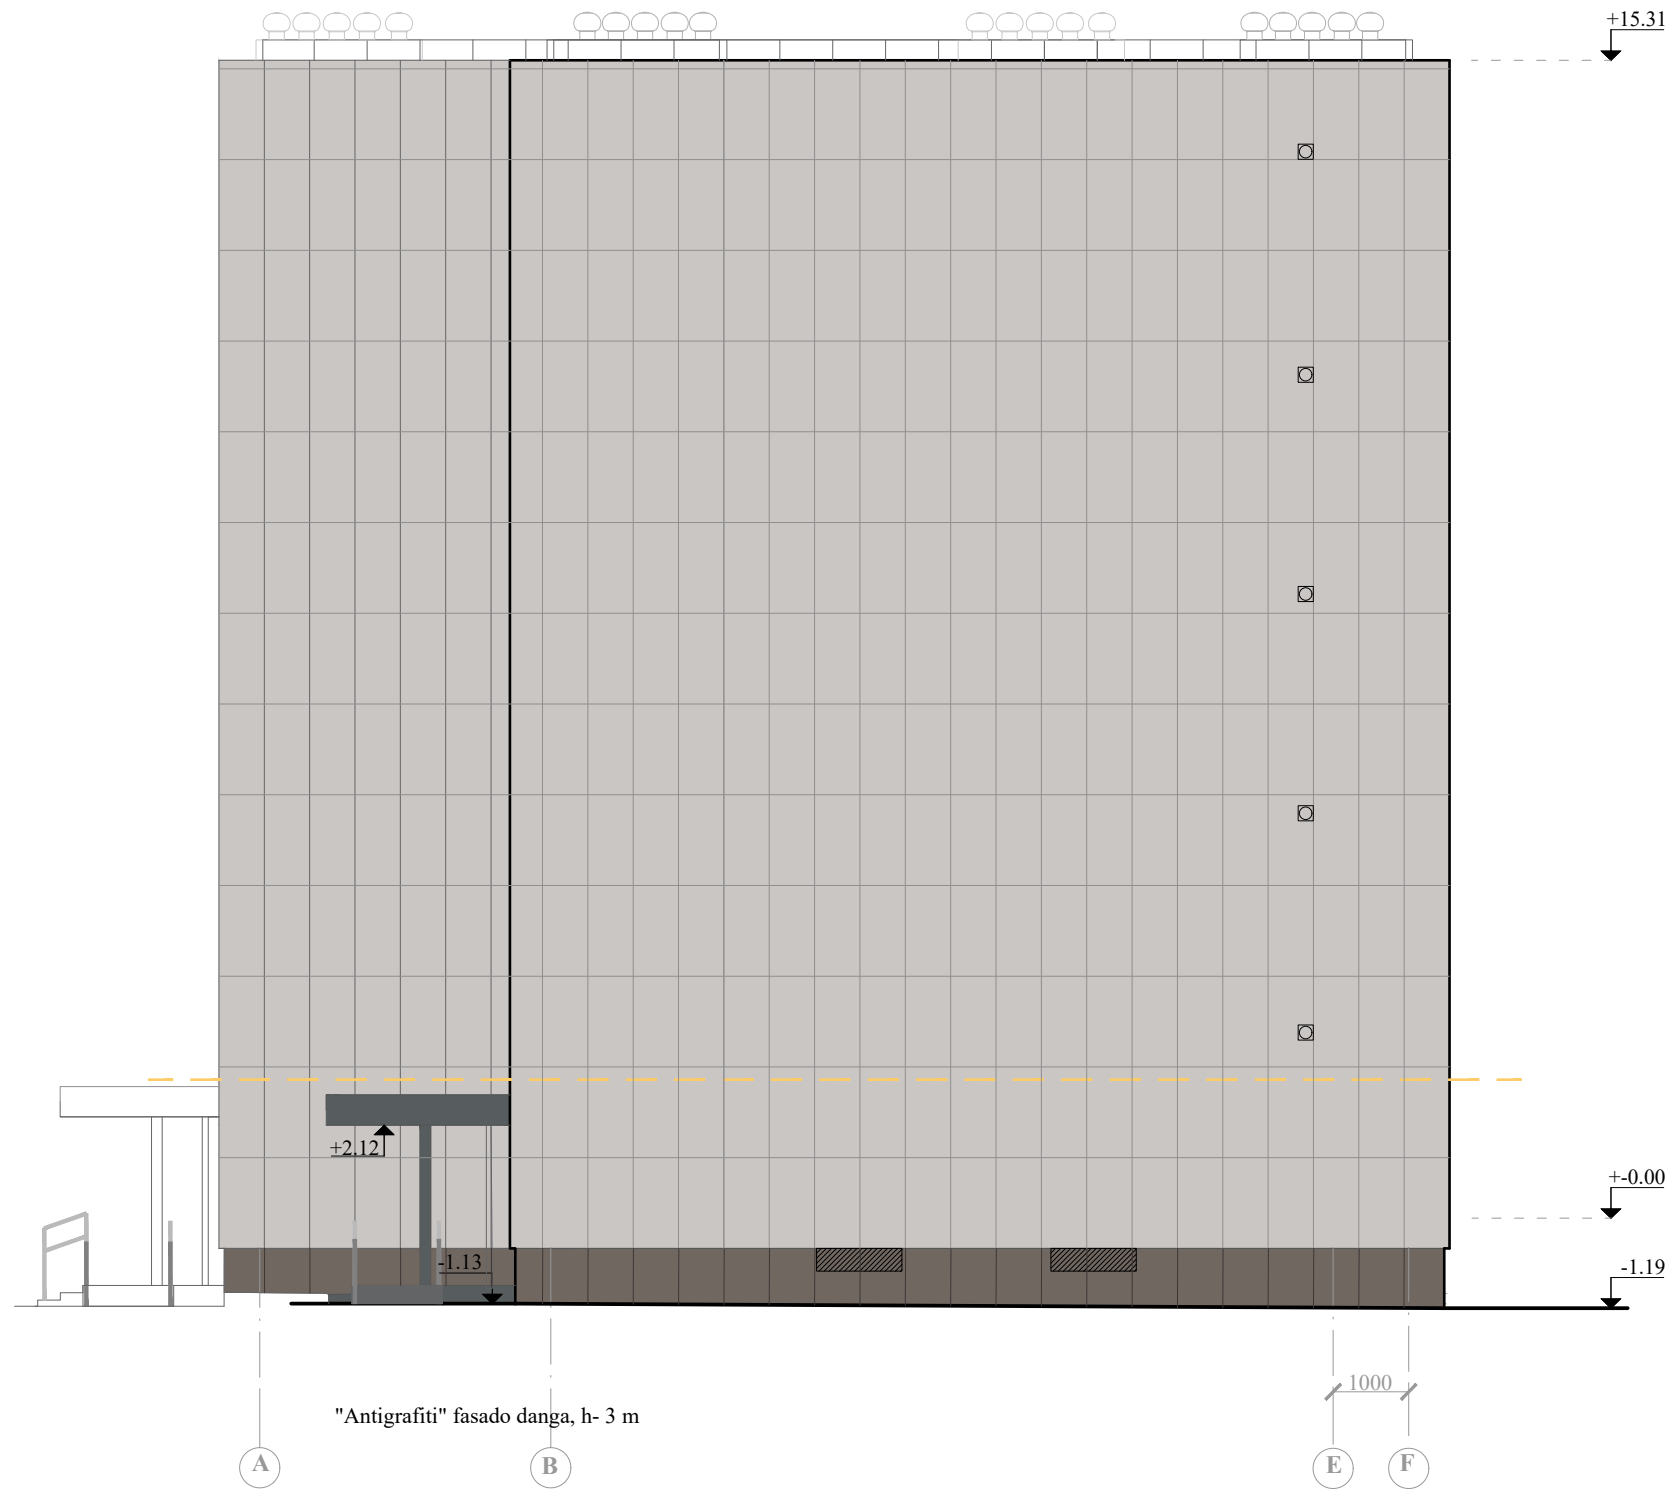 +15.31
+2.12
+-0.00
-1.13
-1.19
1000
"Antigrafiti" fasado danga, h- 3 m
A
B
E
F